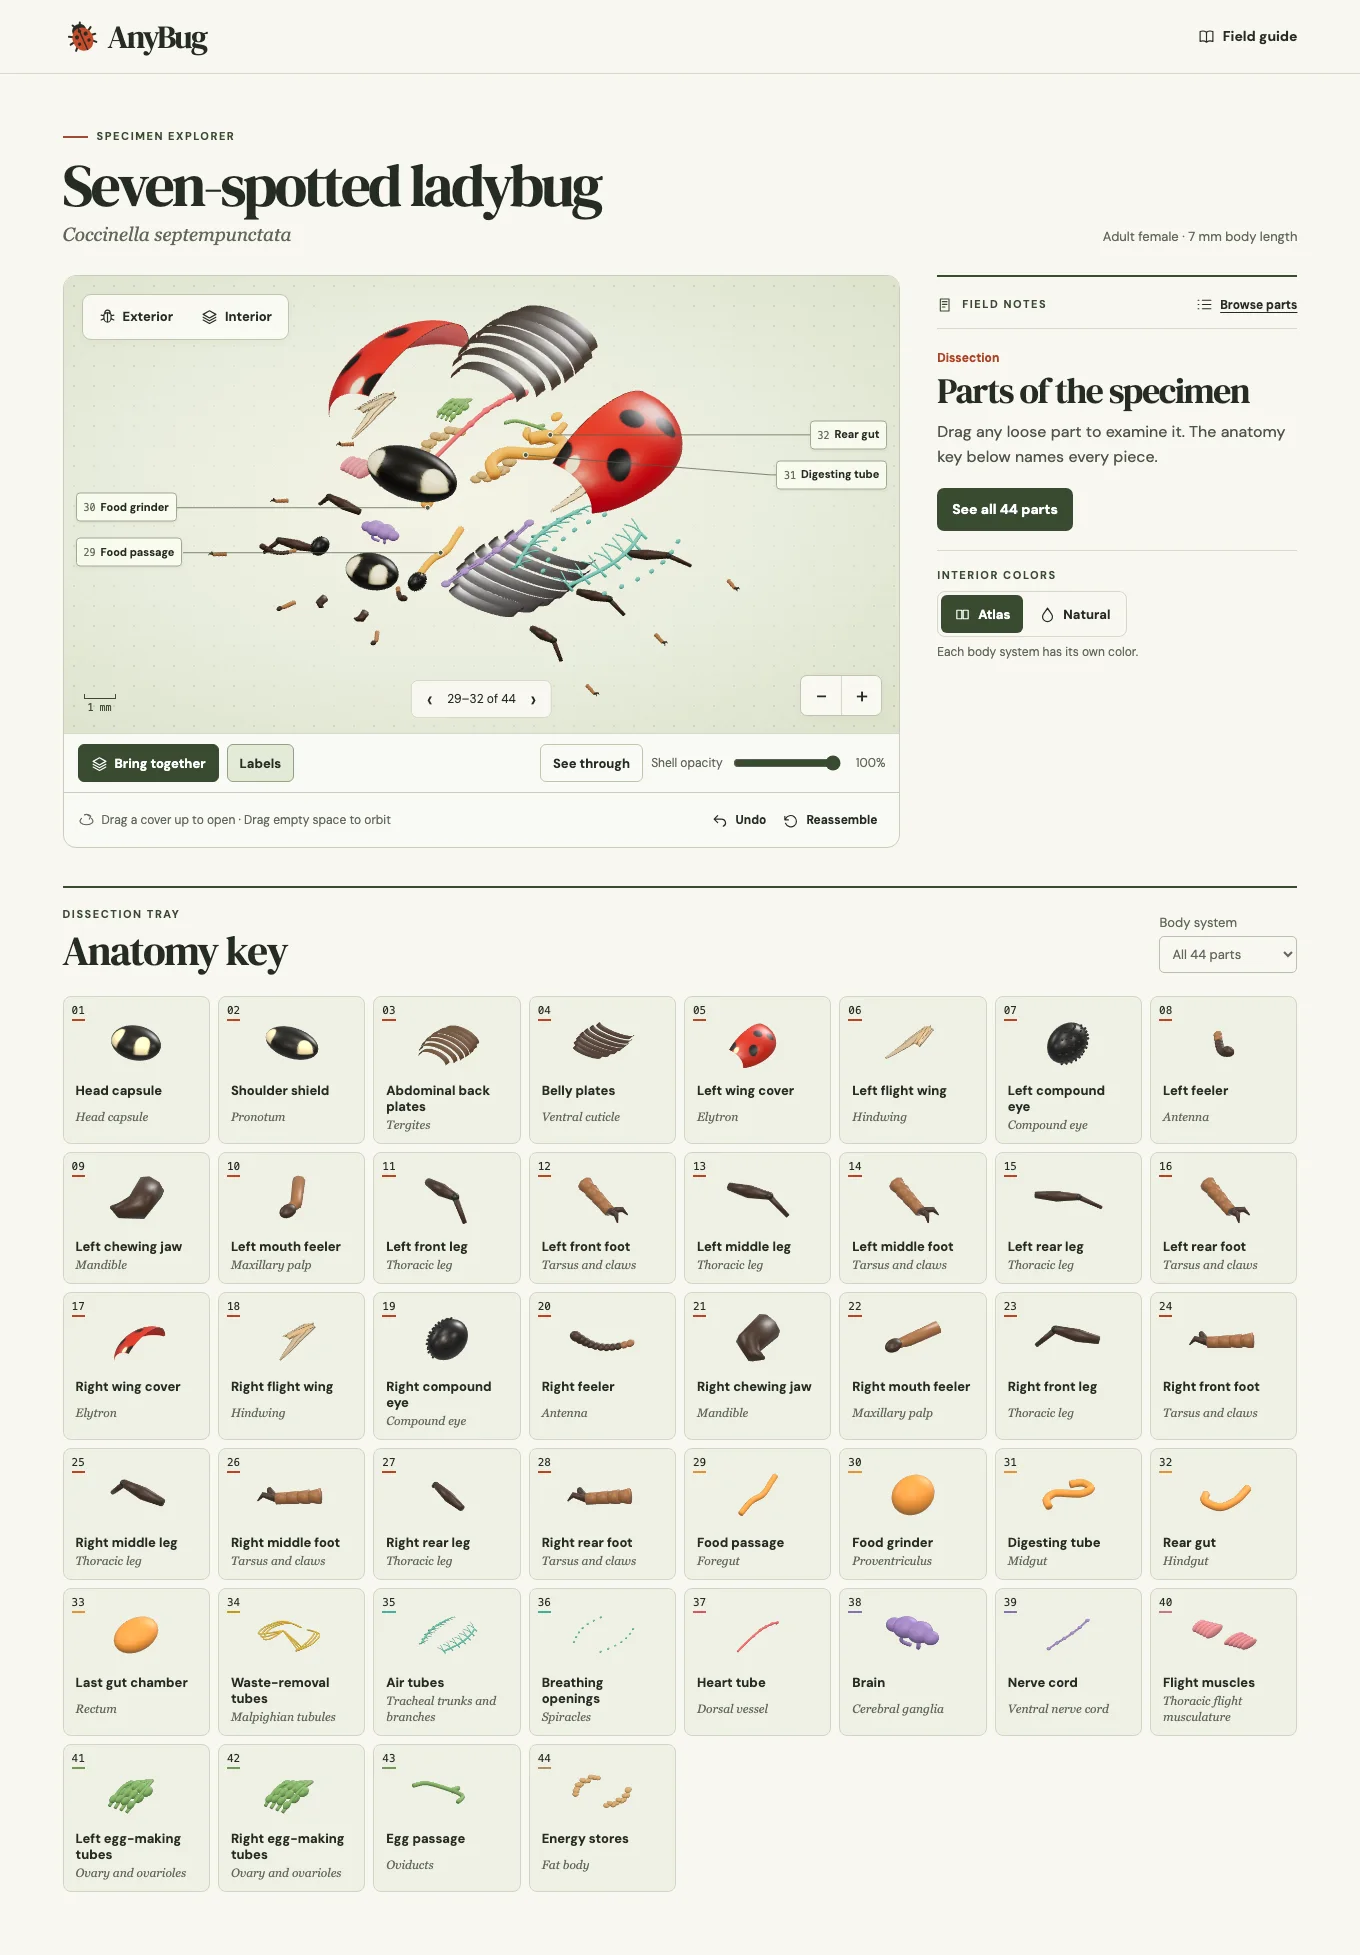 AnyBug
Field guide
SPECIMEN EXPLORER
Seven-spotted ladybug
Coccinella septempunctata
Adult female · 7 mm body length
Exterior
Interior
32 Rear gut
31 Digesting tube
30 Food grinder
29 Food passage
1 mm
‹ 29–32 of 44 ›
− +
Bring together
Labels
See through
Shell opacity
100%
Drag a cover up to open · Drag empty space to orbit
Undo
Reassemble
FIELD NOTES
Browse parts
Dissection
Parts of the specimen
Drag any loose part to examine it. The anatomy
key below names every piece.
See all 44 parts
INTERIOR COLORS
Atlas
Natural
Each body system has its own color.
DISSECTION TRAY
Anatomy key
Body system
All 44 parts
01
Head capsule
Head capsule
02
Shoulder shield
Pronotum
03
Abdominal back
plates
Tergites
04
Belly plates
Ventral cuticle
05
Left wing cover
Elytron
06
Left flight wing
Hindwing
07
Left compound
eye
Compound eye
08
Left feeler
Antenna
09
Left chewing jaw
Mandible
10
Left mouth feeler
Maxillary palp
11
Left front leg
Thoracic leg
12
Left front foot
Tarsus and claws
13
Left middle leg
Thoracic leg
14
Left middle foot
Tarsus and claws
15
Left rear leg
Thoracic leg
16
Left rear foot
Tarsus and claws
17
Right wing cover
Elytron
18
Right flight wing
Hindwing
19
Right compound
eye
Compound eye
20
Right feeler
Antenna
21
Right chewing jaw
Mandible
22
Right mouth feeler
Maxillary palp
23
Right front leg
Thoracic leg
24
Right front foot
Tarsus and claws
25
Right middle leg
Thoracic leg
26
Right middle foot
Tarsus and claws
27
Right rear leg
Thoracic leg
28
Right rear foot
Tarsus and claws
29
Food passage
Foregut
30
Food grinder
Proventriculus
31
Digesting tube
Midgut
32
Rear gut
Hindgut
33
Last gut chamber
Rectum
34
Waste-removal
tubes
Malpighian tubules
35
Air tubes
Tracheal trunks and
branches
36
Breathing
openings
Spiracles
37
Heart tube
Dorsal vessel
38
Brain
Cerebral ganglia
39
Nerve cord
Ventral nerve cord
40
Flight muscles
Thoracic flight
musculature
41
Left egg-making
tubes
Ovary and ovarioles
42
Right egg-making
tubes
Ovary and ovarioles
43
Egg passage
Oviducts
44
Energy stores
Fat body